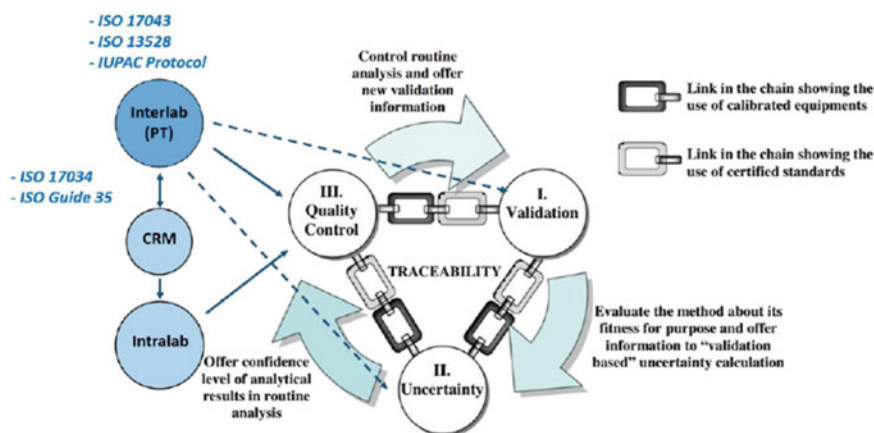 - ISO 17043
- ISO 13528
- IUPAC Protocol
Interlab
(PT)
- ISO 17034
- ISO Guide 35
CRM
Intralab
Control routine
analysis and offer
new validation
information
III.
Quality
Control
I.
Validation
TRACEABILITY
II.
Uncertainty
Offer confidence
level of analytical
results in routine
analysis
Evaluate the method about its
fitness for purpose and offer
information to “validation
based” uncertainty calculation
Link in the chain showing the
use of calibrated equipments
Link in the chain showing the
use of certified standards